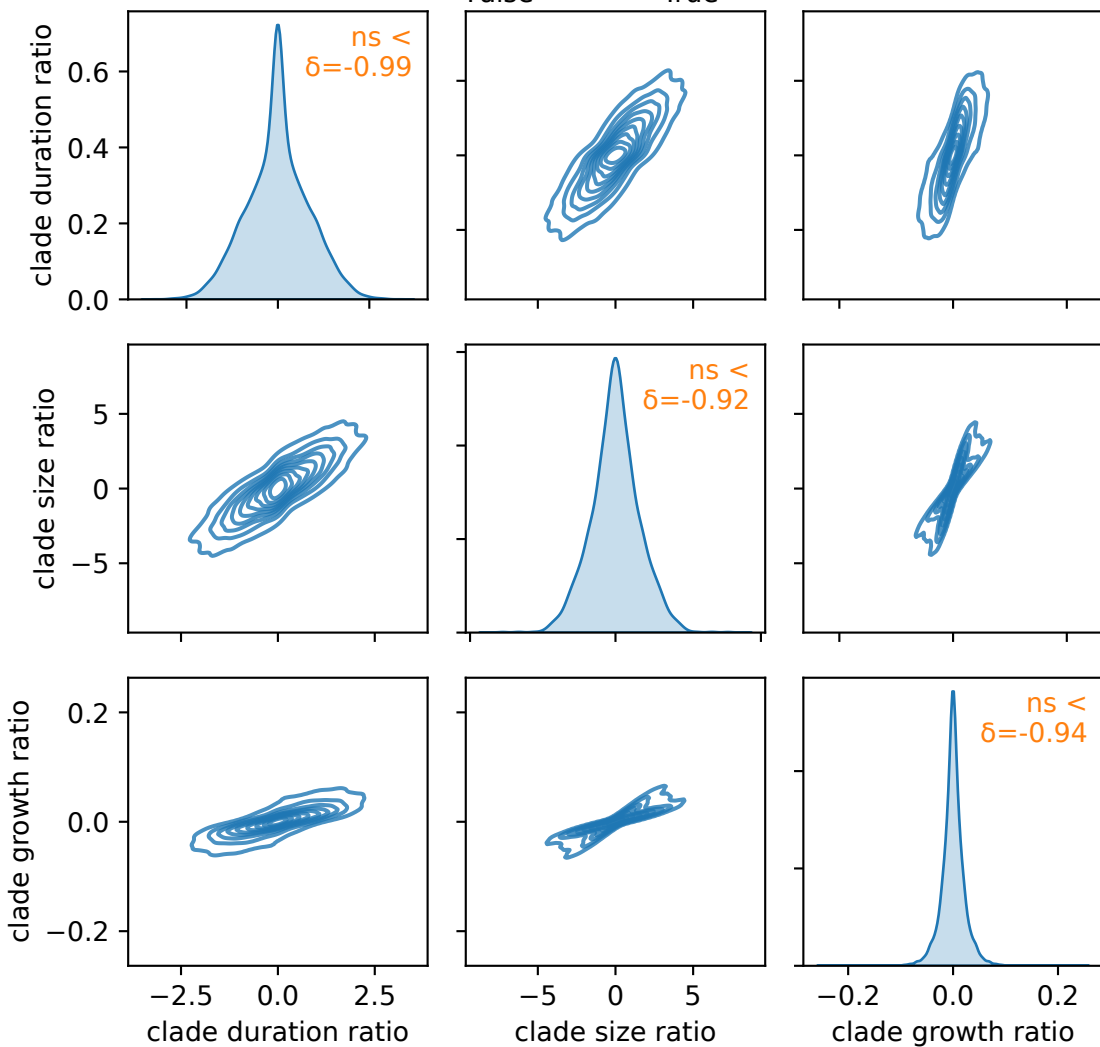 True
clade duration ratio
0.6
0.4
0.2
0.0
ns <
δ=-0.99
clade size ratio
5
0
−5
ns <
δ=-0.92
clade growth ratio
0.2
0.0
−0.2
ns <
δ=-0.94
−2.5 0.0 2.5
−5 0 5
−0.2 0.0 0.2
clade duration ratio
clade size ratio
clade growth ratio